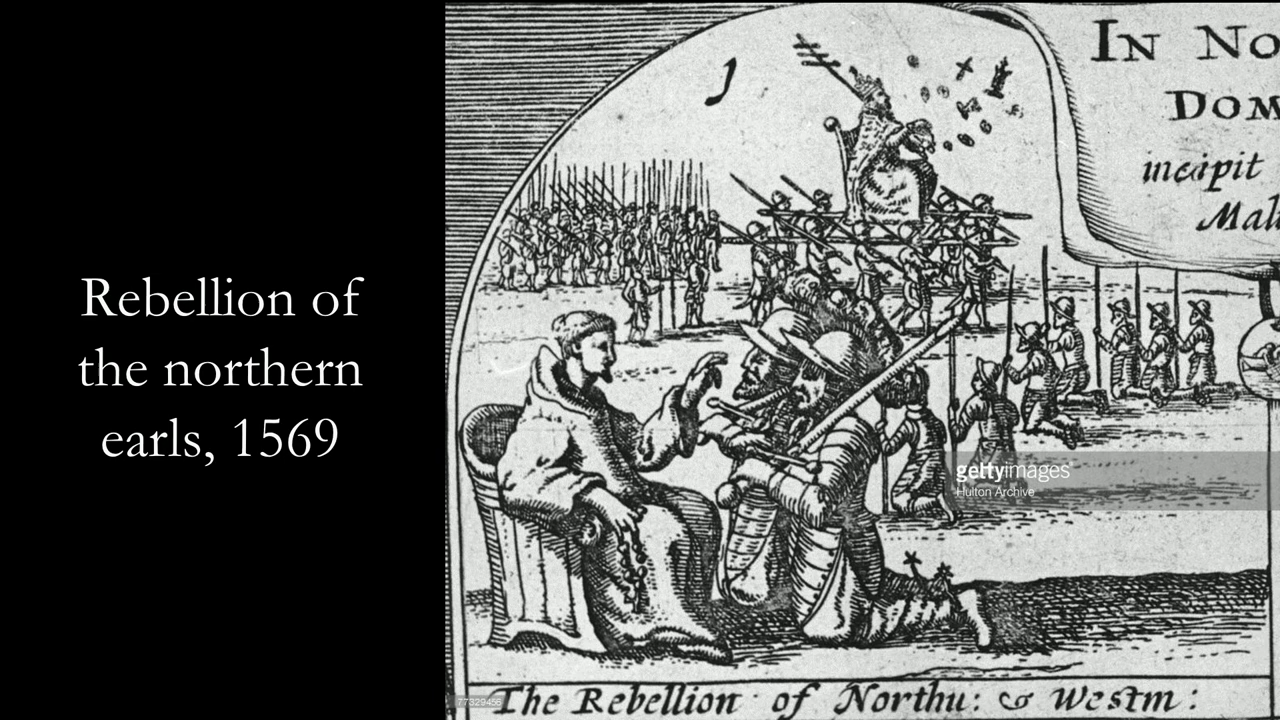 Rebellion of
the northern
earls, 1569
J
IN NO
DOM
incipit
Mal
gettyimages
Hulton Archive
77329456
The Rebellion of Northu: & Westm: